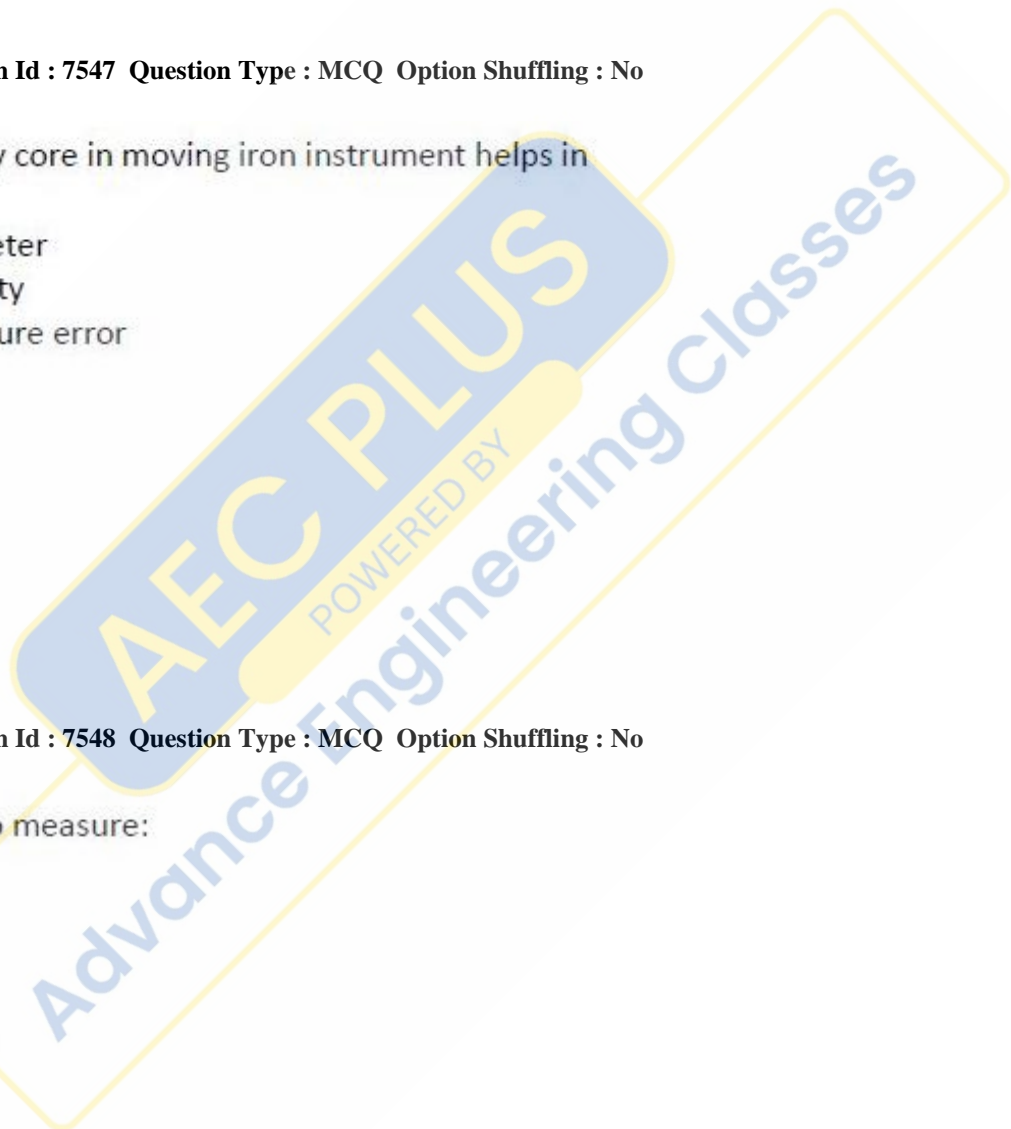 n Id : 7547 Question Type : MCQ Option Shuffling : No
core in moving iron instrument helps in
eter
ty
ure error
AEC PLUS
POWERED BY
Advance Engineering Classes
n Id : 7548 Question Type : MCQ Option Shuffling : No
measure: